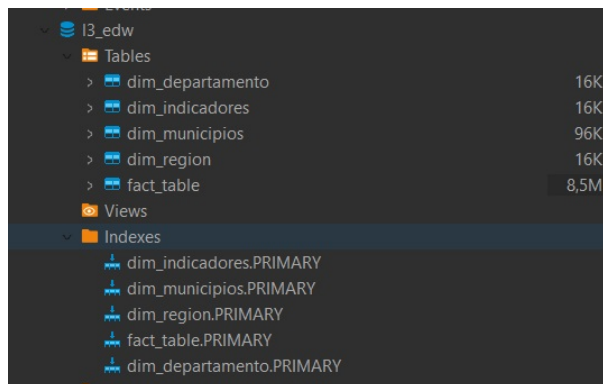 Events
l3_edw
Tables
dim_departamento 16K
dim_indicadores 16K
dim_municipios 96K
dim_region 16K
fact_table 8,5M
Views
Indexes
dim_indicadores.PRIMARY
dim_municipios.PRIMARY
dim_region.PRIMARY
fact_table.PRIMARY
dim_departamento.PRIMARY